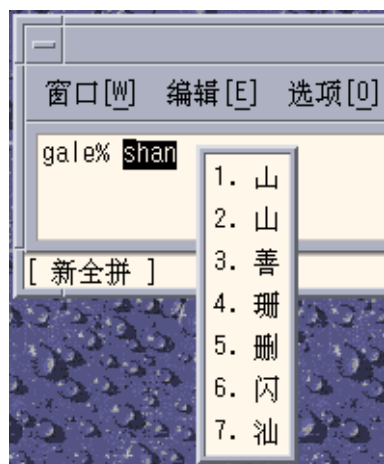 窗口[W] 编辑[E] 选项[O]
gale% shan
[ 新全拼 ]
1. 山
2. 山
3. 善
4. 珊
5. 删
6. 闪
7. 汕